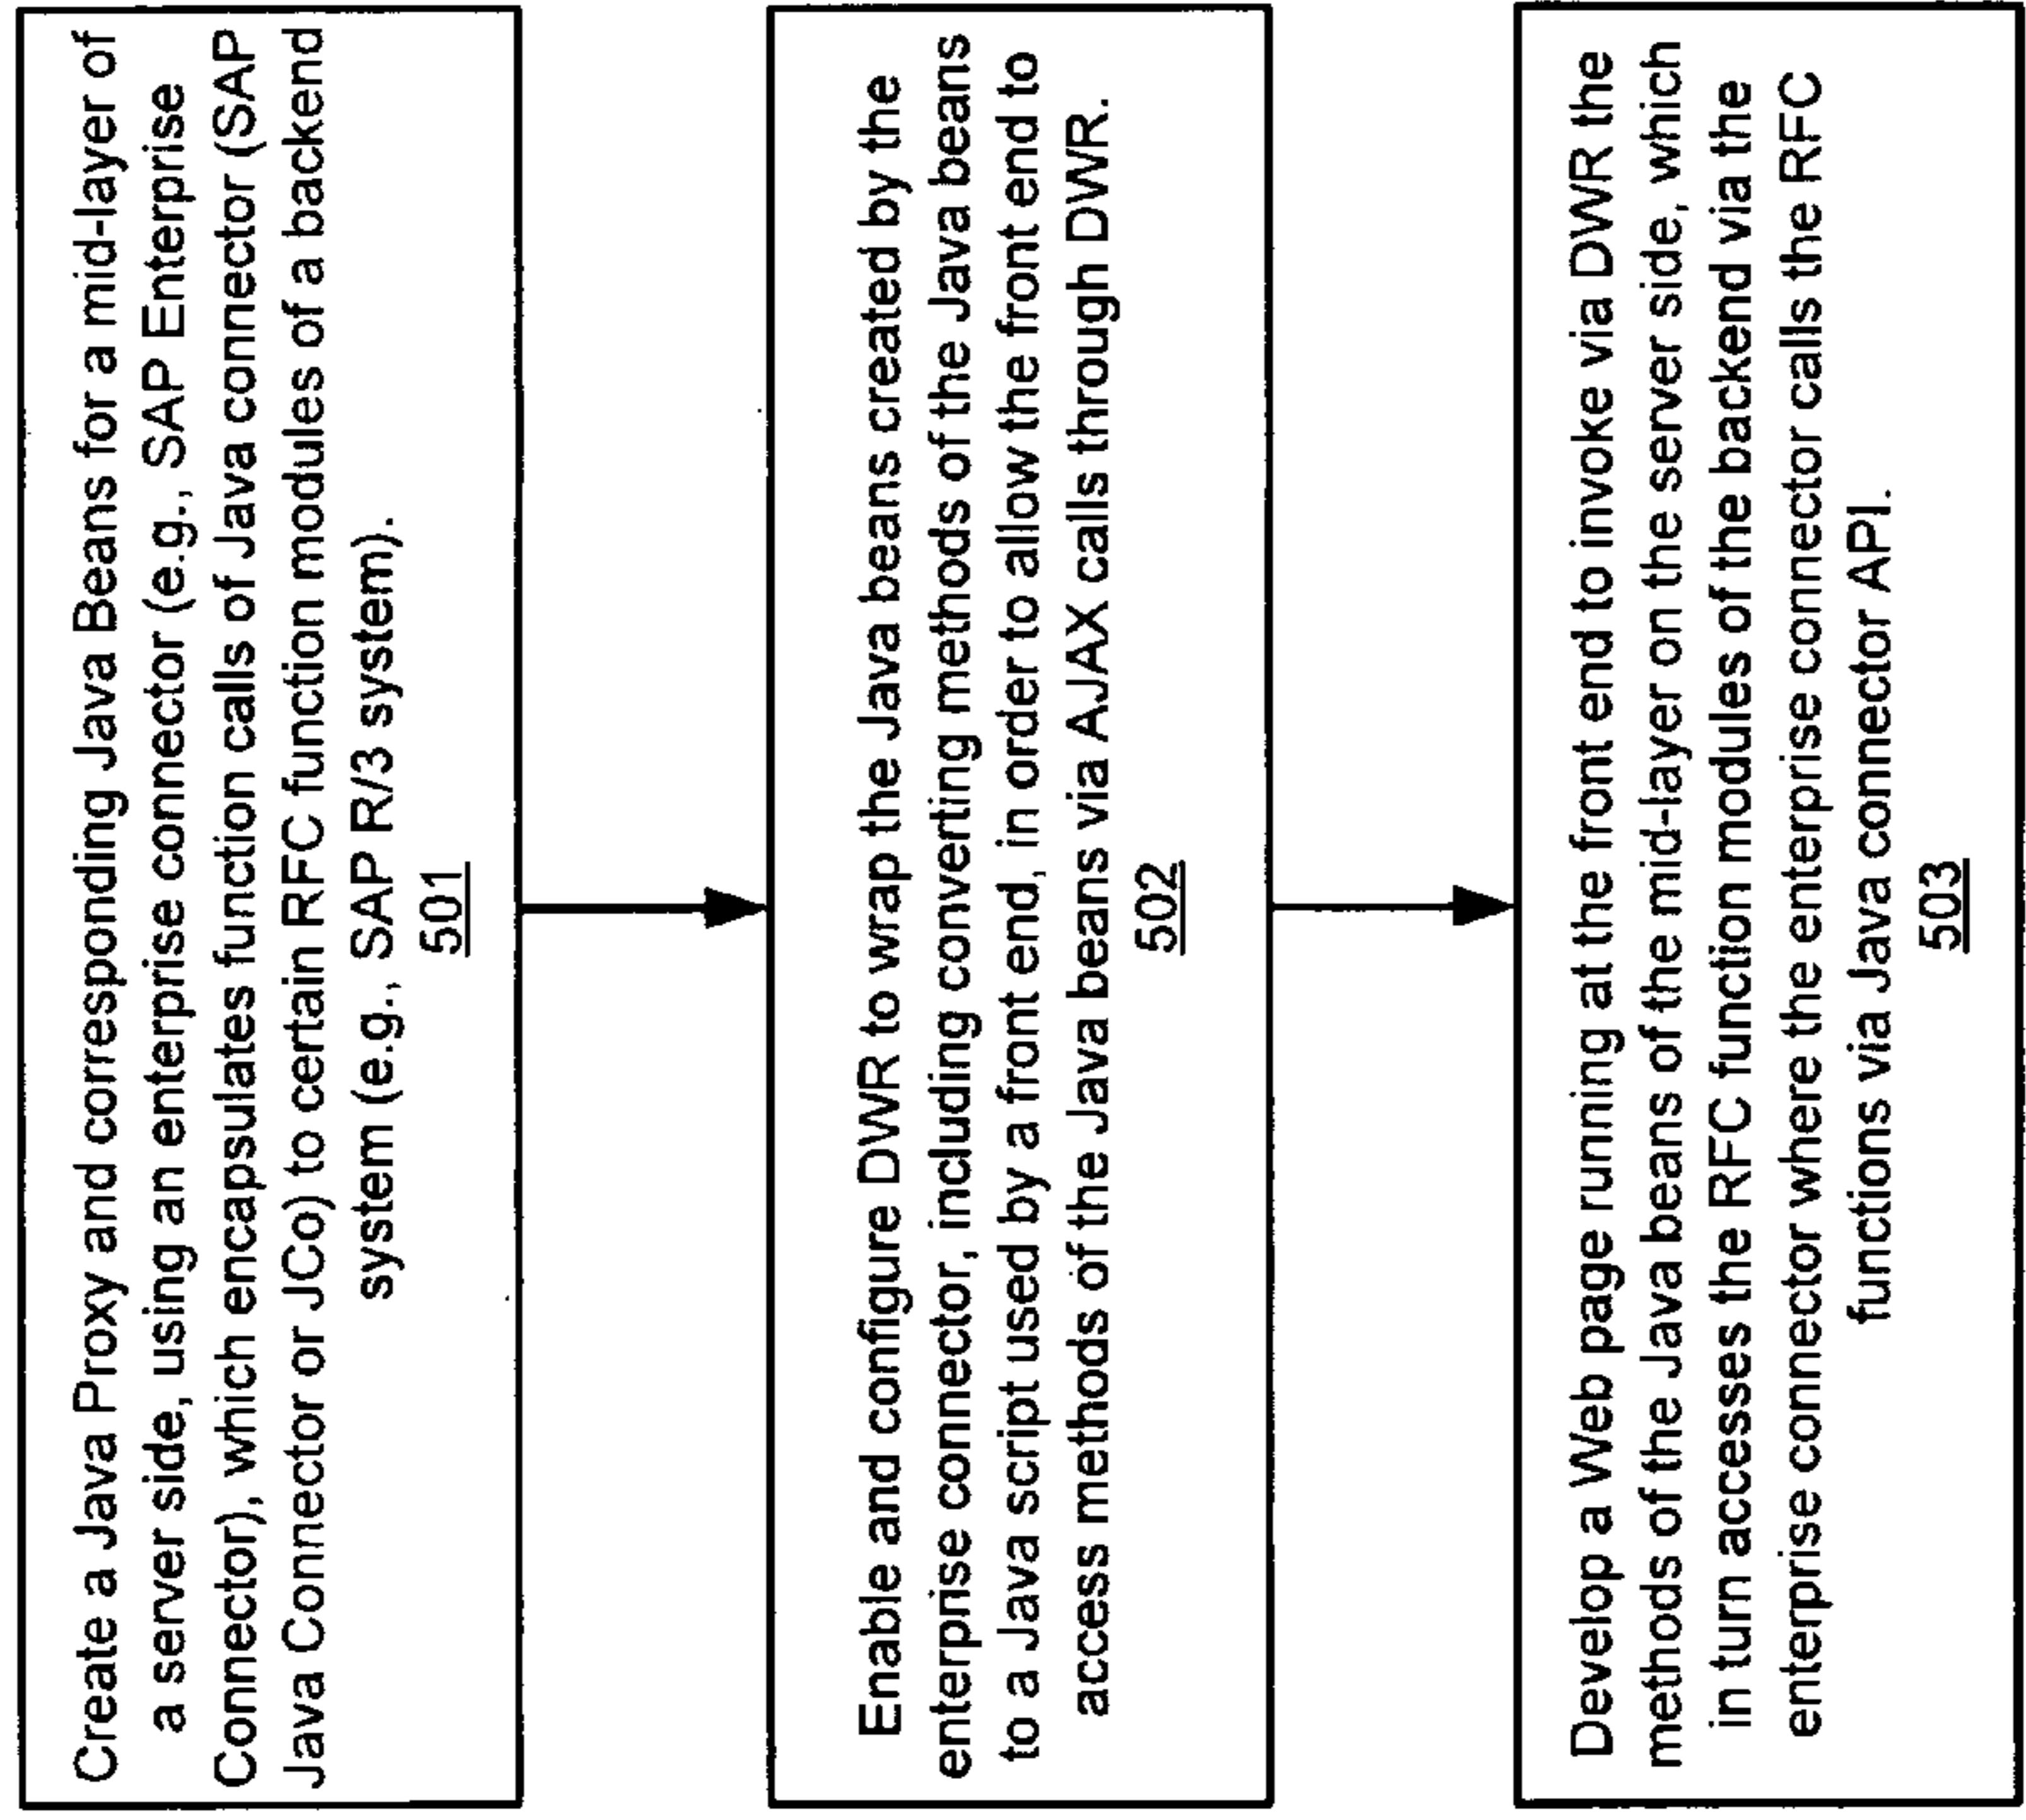 Create a Java Proxy and corresponding Java Beans for a mid-layer of
a server side, using an enterprise connector (e.g., SAP Enterprise
Connector), which encapsulates function calls of Java connector (SAP
Java Connector or JCo) to certain RFC function modules of a backend
system (e.g., SAP R/3 system).
501
Enable and configure DWR to wrap the Java beans created by the
enterprise connector, including converting methods of the Java beans
to a Java script used by a front end, in order to allow the front end to
access methods of the Java beans via AJAX calls through DWR.
502
Develop a Web page running at the front end to invoke via DWR the
methods of the Java beans of the mid-layer on the server side, which
in turn accesses the RFC function modules of the backend via the
enterprise connector where the enterprise connector calls the RFC
functions via Java connector API.
503